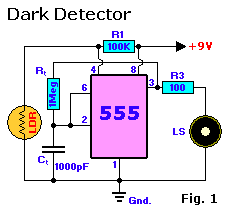 Dark Detector
R1
100K
+9V
4
8
Rt
1Meg
R3
3
100
6
555
2
LDR
LS
Ct
1000pF
1
Gnd.
Fig. 1